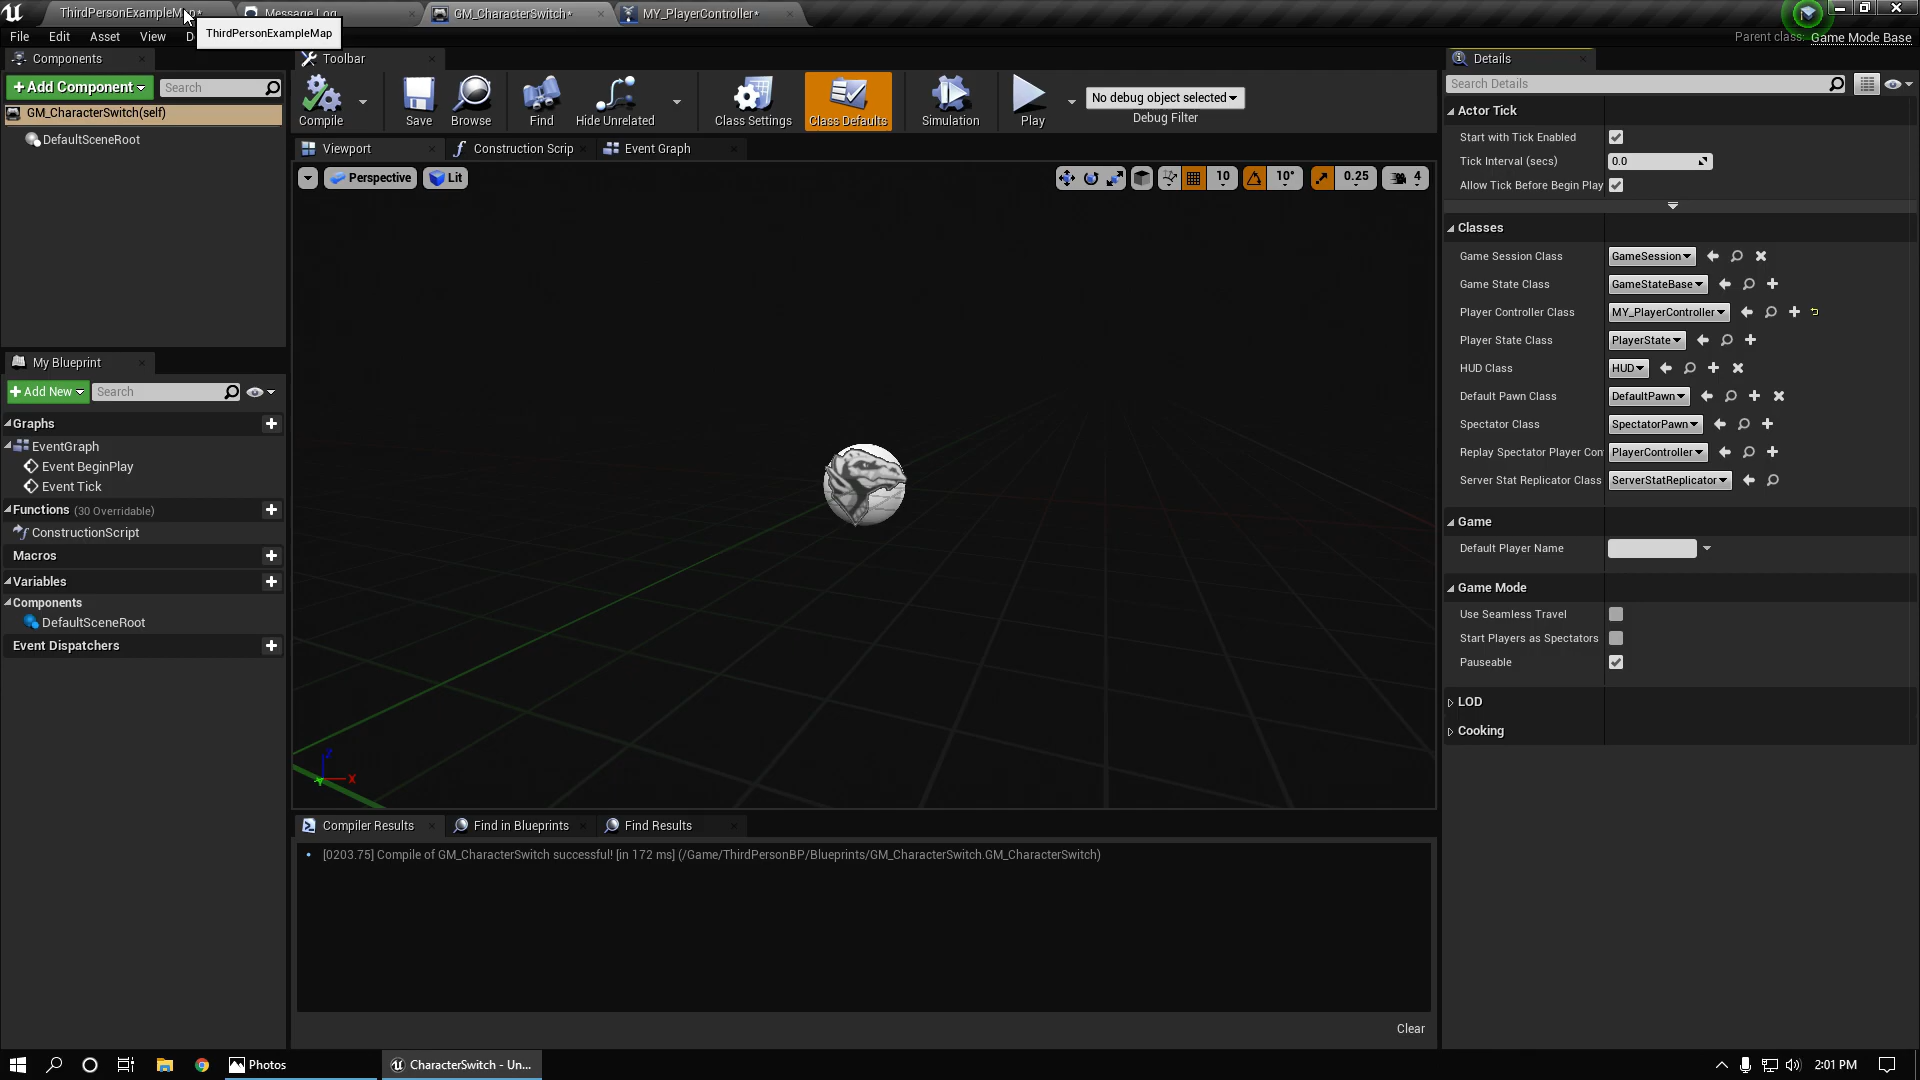 ThirdPersonExampleMap*
Message Log
GM_CharacterSwitch*
MY_PlayerController*
ThirdPersonExampleMap
File Edit Asset View D
Parent class: Game Mode Base
Components
+Add Component
Search
GM_CharacterSwitch(self)
DefaultSceneRoot
My Blueprint
+Add New
Search
Graphs
EventGraph
Event BeginPlay
Event Tick
Functions (30 Overridable)
ConstructionScript
Macros
Variables
Components
DefaultSceneRoot
Event Dispatchers
Toolbar
Compile
Save
Browse
Find
Hide Unrelated
Class Settings
Class Defaults
Simulation
Play
No debug object selected
Debug Filter
Viewport
Construction Scrip
Event Graph
Perspective
Lit
10
10°
0.25
4
Z
X
Compiler Results
Find in Blueprints
Find Results
[0203.75] Compile of GM_CharacterSwitch successful! [in 172 ms] (/Game/ThirdPersonBP/Blueprints/GM_CharacterSwitch.GM_CharacterSwitch)
Clear
Details
Search Details
Actor Tick
Start with Tick Enabled
Tick Interval (secs) 0.0
Allow Tick Before Begin Play
Classes
Game Session Class GameSession
Game State Class GameStateBase
Player Controller Class MY_PlayerController
Player State Class PlayerState
HUD Class HUD
Default Pawn Class DefaultPawn
Spectator Class SpectatorPawn
Replay Spectator Player Con PlayerController
Server Stat Replicator Class ServerStatReplicator
Game
Default Player Name
Game Mode
Use Seamless Travel
Start Players as Spectators
Pauseable
LOD
Cooking
Photos
CharacterSwitch - Un...
2:01 PM